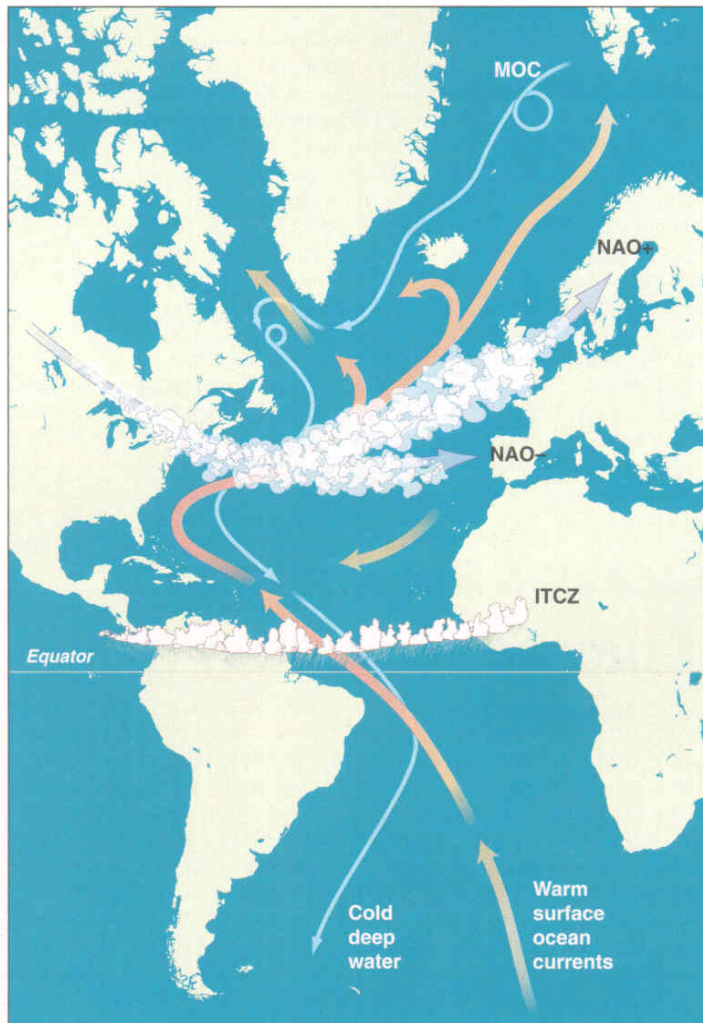 MOC
NAO+
NAO–
ITCZ
Equator
Cold
deep
water
Warm
surface
ocean
currents